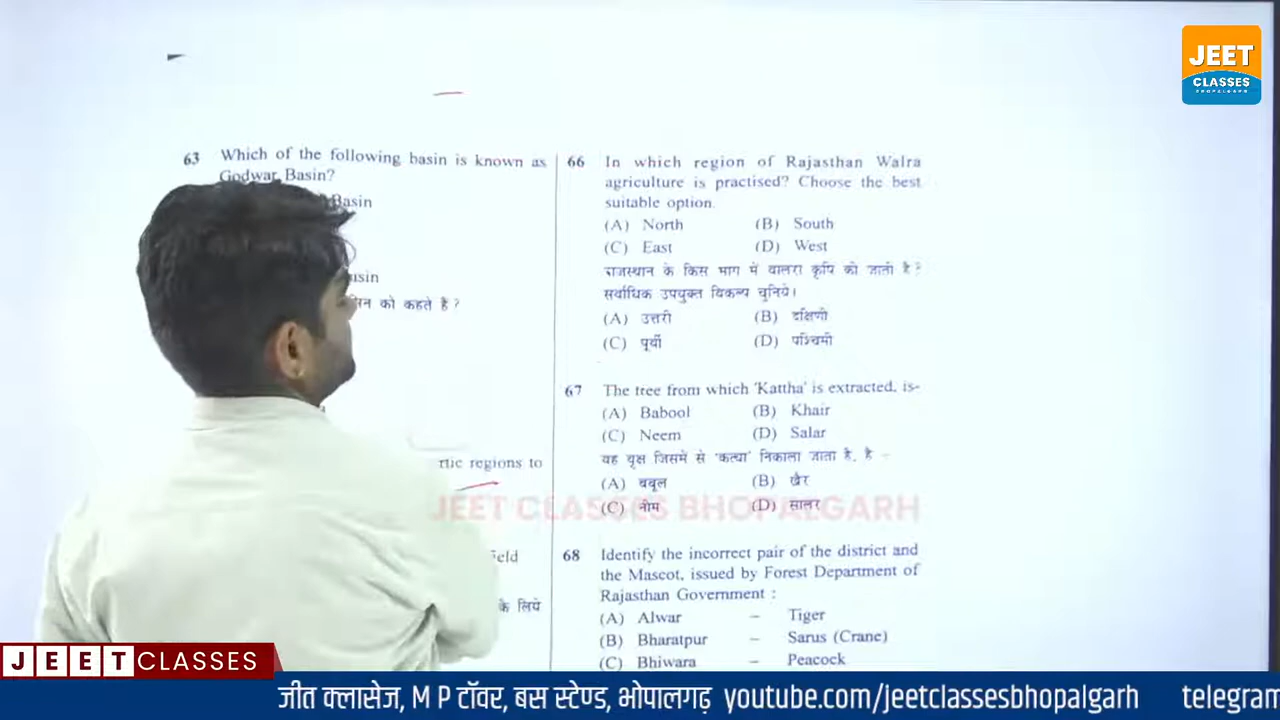 JEET
CLASSES
BHOPALGARH
63 Which of the following basin is known as
Godwar Basin?
Basin
को कहते है ?
regions to
के लिये
66 In which region of Rajasthan Walra
agriculture is practised? Choose the best
suitable option.
(A) North (B) South
(C) East (D) West
राजस्थान के किस भाग में वालरा कृषि की जाती है ?
सर्वाधिक उपयुक्त विकल्प चुनिये।
(A) उत्तरी (B) दक्षिणी
(C) पूर्वी (D) पश्चिमी
67 The tree from which 'Kattha' is extracted, is-
(A) Babool (B) Khair
(C) Neem (D) Salar
वह वृक्ष जिसमें से 'कत्था' निकाला जाता है, है -
(A) बबूल (B) खैर
(C) नीम (D) सालर
JEET CLASSES BHOPALGARH
68 Identify the incorrect pair of the district and
the Mascot, issued by Forest Department of
Rajasthan Government :
(A) Alwar – Tiger
(B) Bharatpur – Sarus (Crane)
(C) Bhiwara – Peacock
JEET CLASSES
जीत क्लासेज, M P टॉवर, बस स्टेण्ड, भोपालगढ़ youtube.com/jeetclassesbhopalgarh telegram